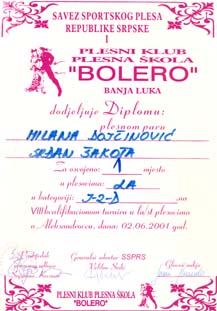 SAVEZ SPORTSKOG PLESA
REPUBLIKE SRPSKE
I
PLESNI KLUB
PLESNA ŠKOLA
"BOLERO"
BANJA LUKA
dodjeljuje Diplomu:
plesnom paru
MILANA DOJČINOVIĆ
SRĐAN ŽAKOTA
Za osvojeno: 1 mjesto
u plesovima: LA
u kategoriji: J-2-D na
VIII kvalifikacionom turniru u la/st plesovima
u Aleksandrovcu, dana 02.06.2001 god.
Generalni sekretar SSPRS
PLESNI KLUB PLESNA ŠKOLA
"BOLERO"